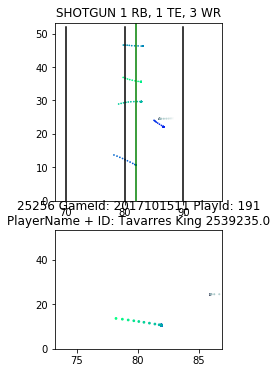 SHOTGUN 1 RB, 1 TE, 3 WR
50
40
30
20
10
0
70 80 90
25256 GameId: 2017101511 PlayId: 191
PlayerName + ID: Tavarres King 2539235.0
40
20
0
75 80 85